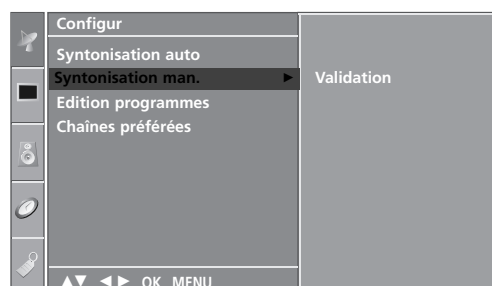 Configur
Syntonisation auto
Syntonisation man. ► Validation
Edition programmes
Chaînes préférées
▲▼ ◄► OK MENU